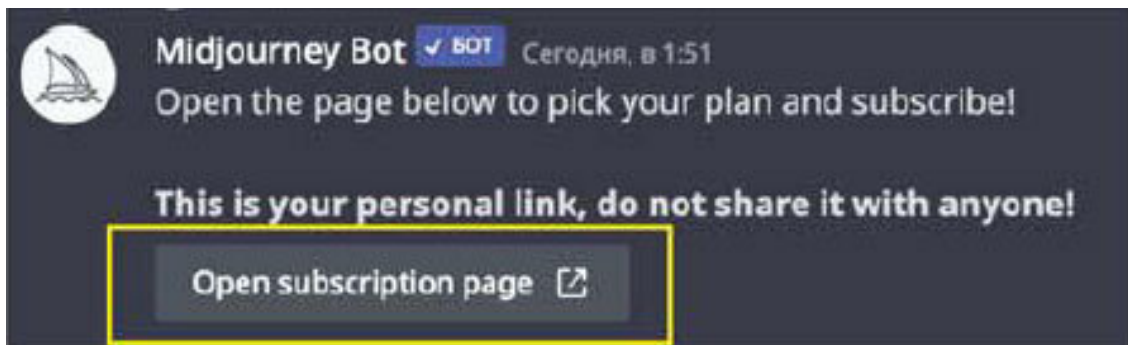 Midjourney Bot ✓ БОТ Сегодня, в 1:51
Open the page below to pick your plan and subscribe!
This is your personal link, do not share it with anyone!
Open subscription page